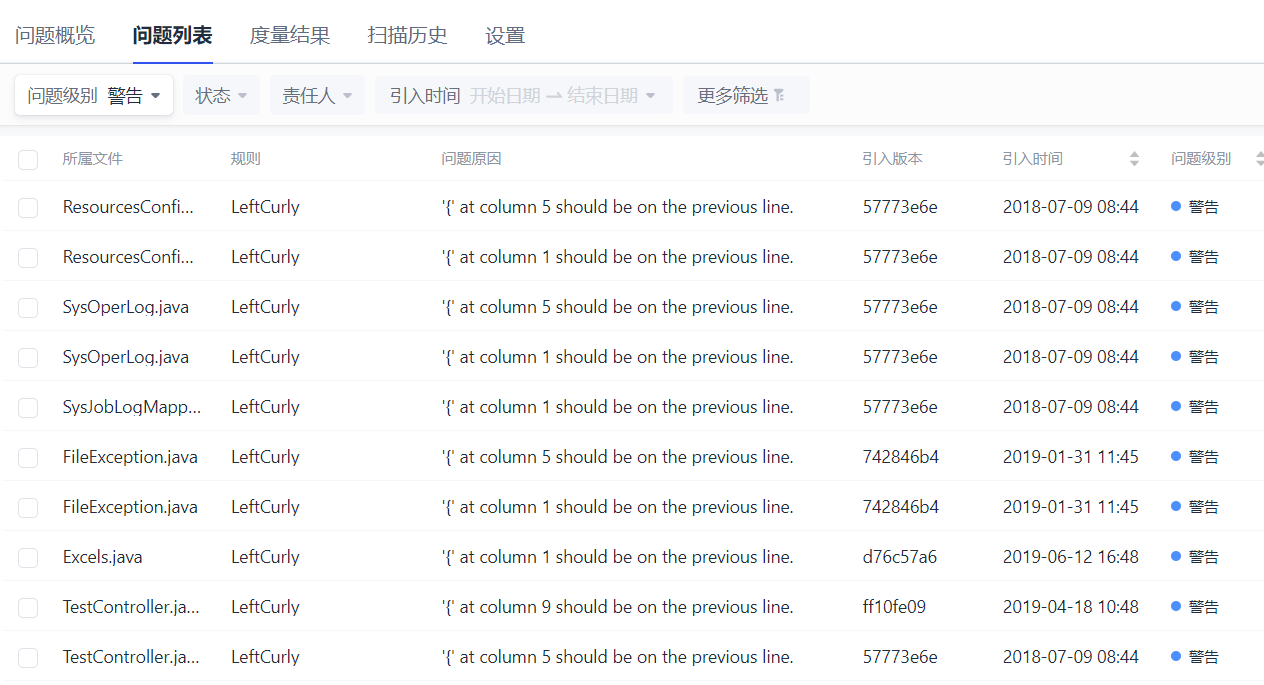 问题概览 问题列表 度量结果 扫描历史 设置
问题级别 警告 状态 责任人 引入时间 开始日期 结束日期 更多筛选
所属文件 规则 问题原因 引入版本 引入时间 问题级别
ResourcesConfi... LeftCurly '{' at column 5 should be on the previous line. 57773e6e 2018-07-09 08:44 警告
ResourcesConfi... LeftCurly '{' at column 1 should be on the previous line. 57773e6e 2018-07-09 08:44 警告
SysOperLog.java LeftCurly '{' at column 5 should be on the previous line. 57773e6e 2018-07-09 08:44 警告
SysOperLog.java LeftCurly '{' at column 1 should be on the previous line. 57773e6e 2018-07-09 08:44 警告
SysJobLogMapp... LeftCurly '{' at column 1 should be on the previous line. 57773e6e 2018-07-09 08:44 警告
FileException.java LeftCurly '{' at column 5 should be on the previous line. 742846b4 2019-01-31 11:45 警告
FileException.java LeftCurly '{' at column 1 should be on the previous line. 742846b4 2019-01-31 11:45 警告
Excels.java LeftCurly '{' at column 1 should be on the previous line. d76c57a6 2019-06-12 16:48 警告
TestController.ja... LeftCurly '{' at column 9 should be on the previous line. ff10fe09 2019-04-18 10:48 警告
TestController.ja... LeftCurly '{' at column 5 should be on the previous line. 57773e6e 2018-07-09 08:44 警告